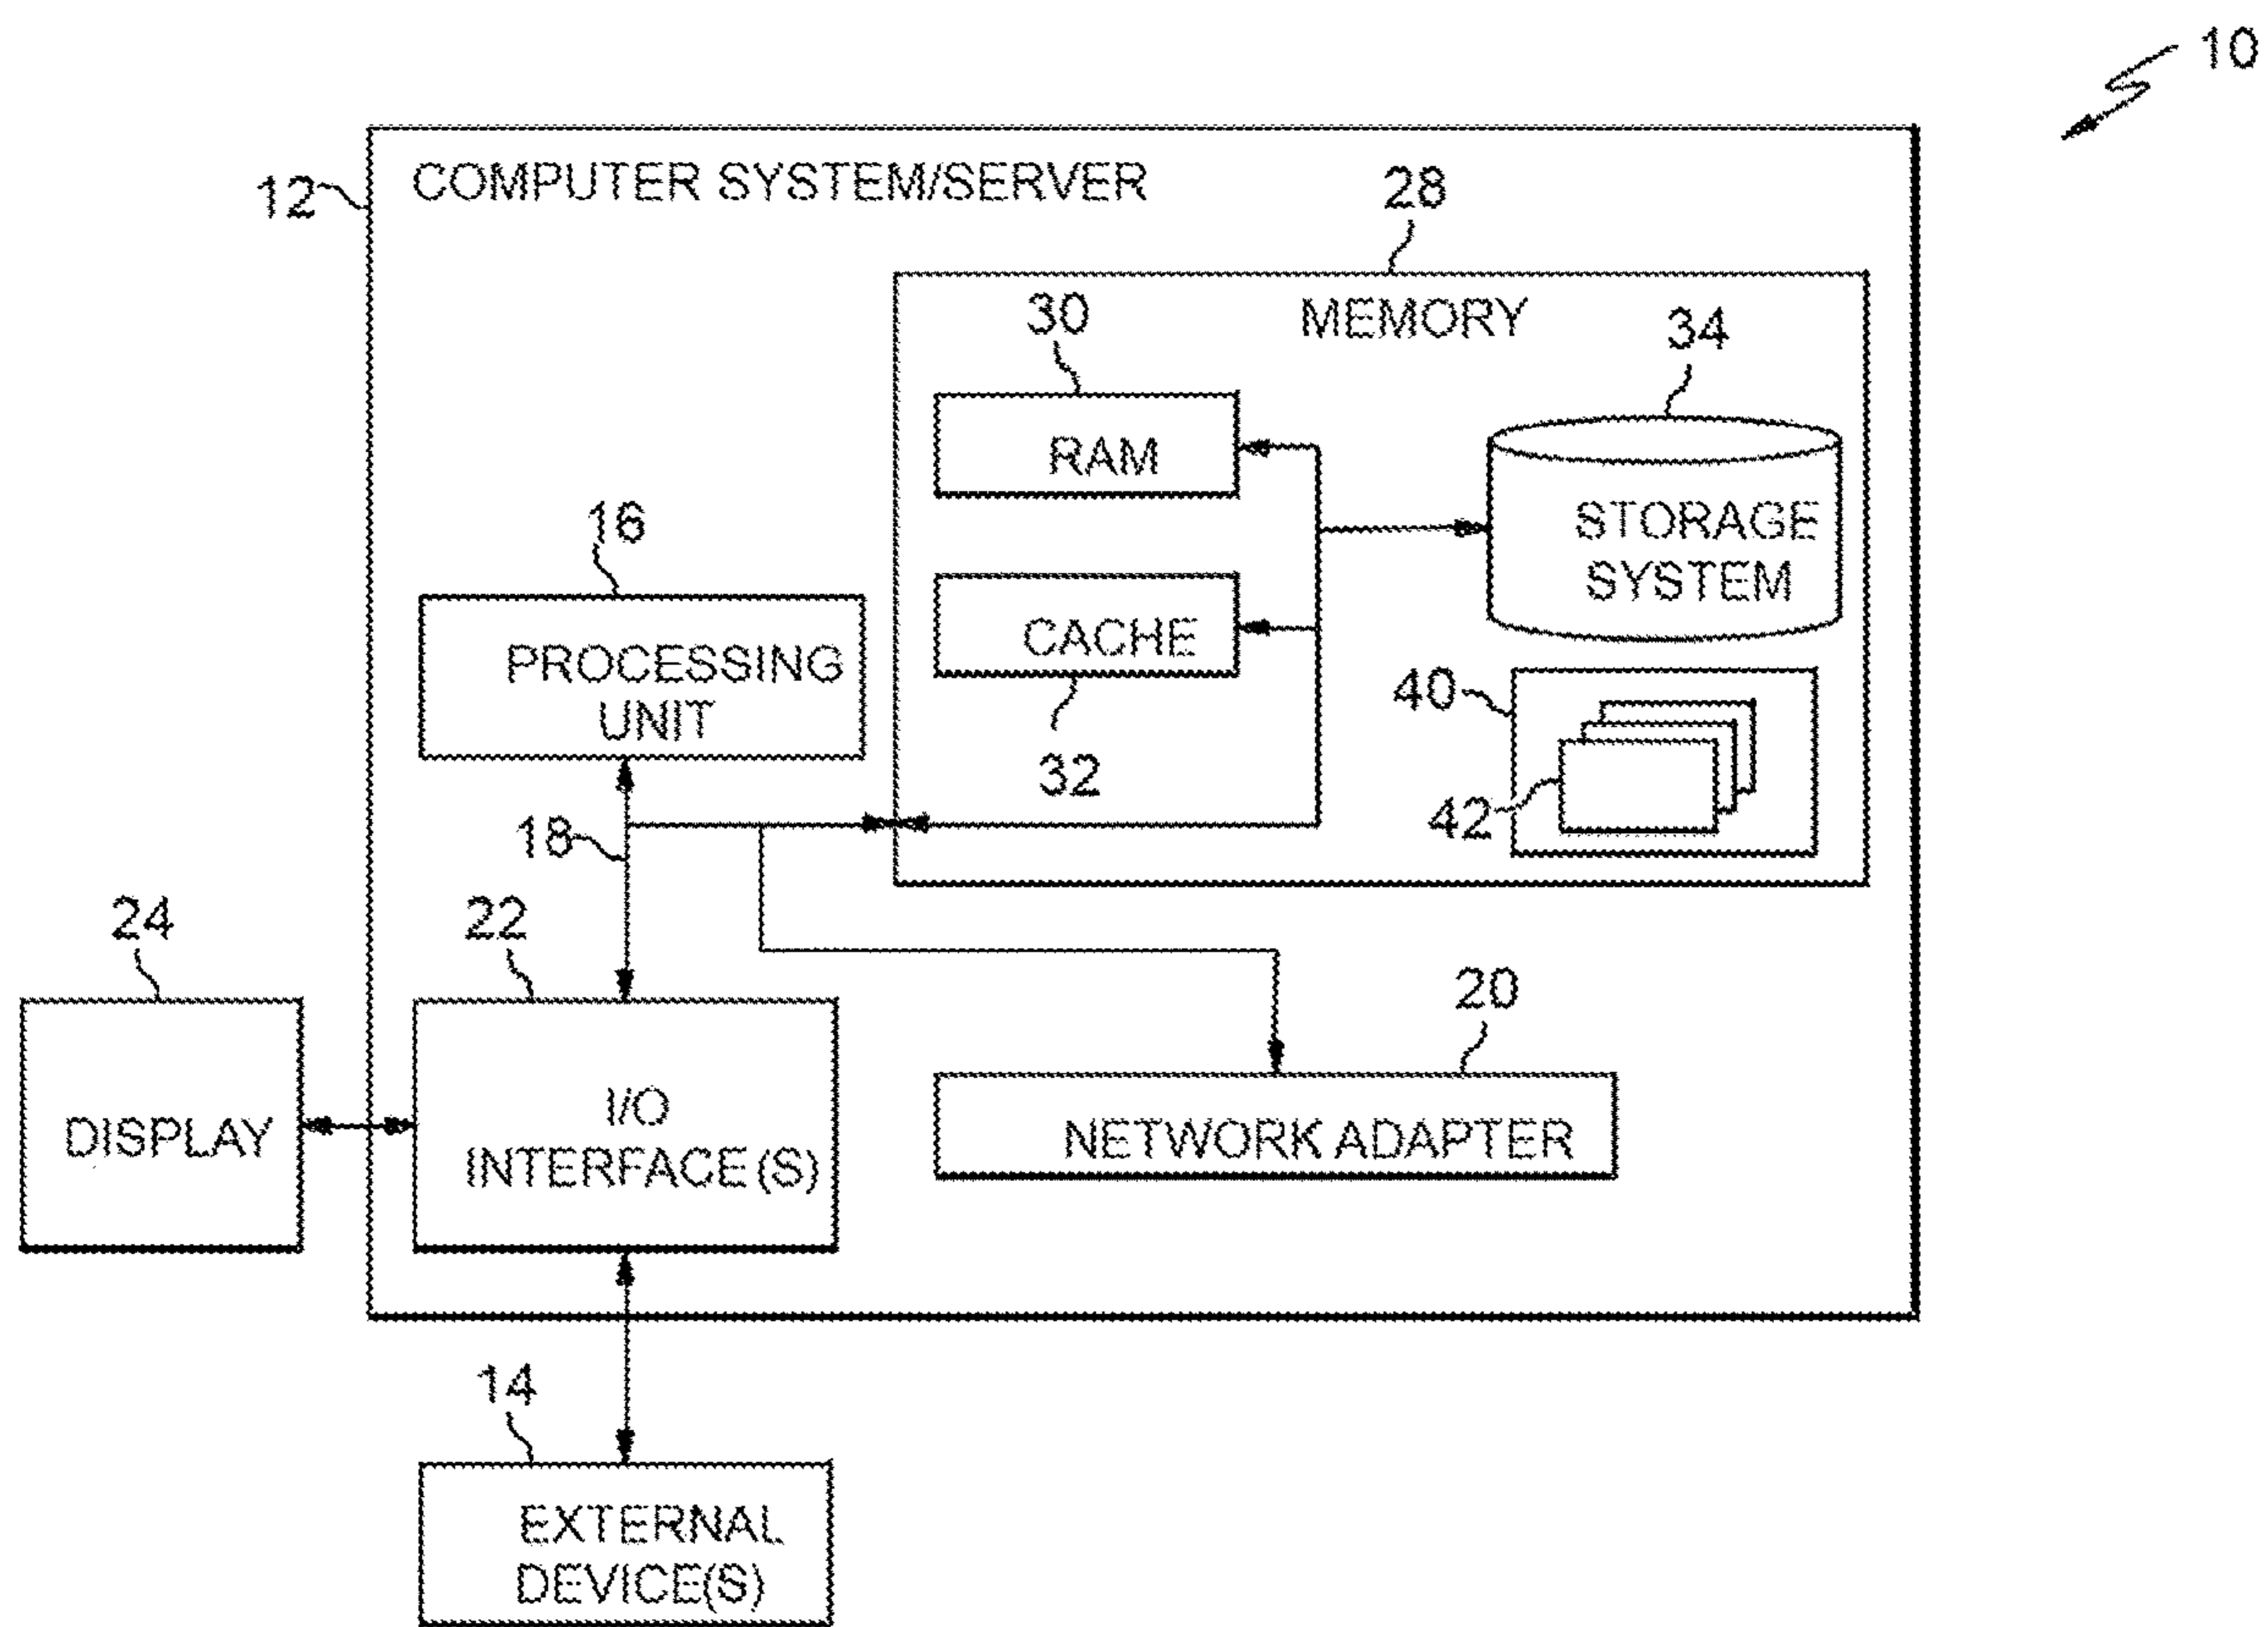 10
12
COMPUTER SYSTEM/SERVER
28
MEMORY
30
34
RAM
STORAGE
SYSTEM
16
PROCESSING
UNIT
CACHE
32
40
42
18
24
22
20
DISPLAY
I/O
INTERFACE(S)
NETWORK ADAPTER
14
EXTERNAL
DEVICE(S)